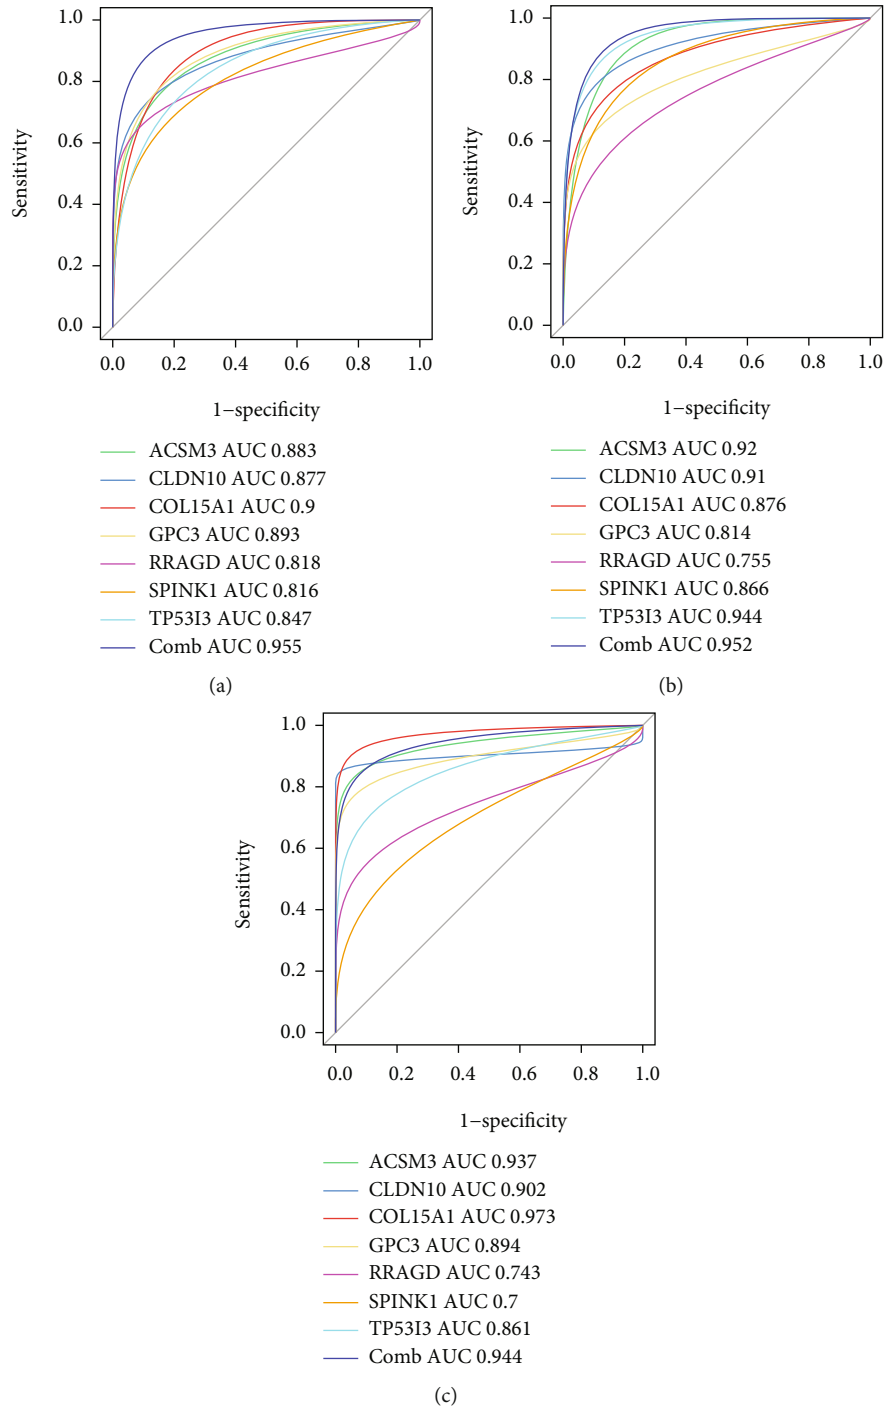 1.0
0.8
0.6
0.4
0.2
0.0
Sensitivity
0.0 0.2 0.4 0.6 0.8 1.0
1−specificity
ACSM3 AUC 0.883
CLDN10 AUC 0.877
COL15A1 AUC 0.9
GPC3 AUC 0.893
RRAGD AUC 0.818
SPINK1 AUC 0.816
TP53I3 AUC 0.847
Comb AUC 0.955
(a)
1.0
0.8
0.6
0.4
0.2
0.0
Sensitivity
0.0 0.2 0.4 0.6 0.8 1.0
1−specificity
ACSM3 AUC 0.92
CLDN10 AUC 0.91
COL15A1 AUC 0.876
GPC3 AUC 0.814
RRAGD AUC 0.755
SPINK1 AUC 0.866
TP53I3 AUC 0.944
Comb AUC 0.952
(b)
1.0
0.8
0.6
0.4
0.2
0.0
Sensitivity
0.0 0.2 0.4 0.6 0.8 1.0
1−specificity
ACSM3 AUC 0.937
CLDN10 AUC 0.902
COL15A1 AUC 0.973
GPC3 AUC 0.894
RRAGD AUC 0.743
SPINK1 AUC 0.7
TP53I3 AUC 0.861
Comb AUC 0.944
(c)